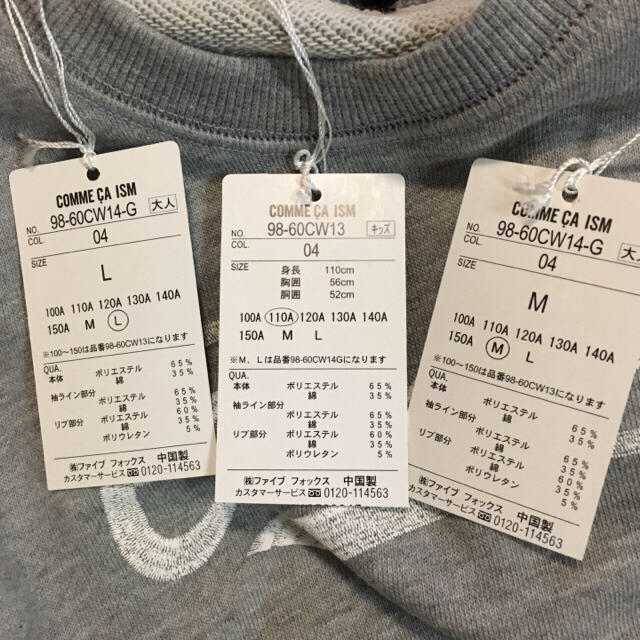 COMME ÇA ISM
NO. 98-60CW14-G 大人
COL. 04
SIZE
L
100A 110A 120A 130A 140A
150A M L
※100～150は品番98-60CW13になります
QUA.
本体 ポリエステル 65%
綿 35%
袖ライン部分 ポリエステル 65%
綿 35%
リブ部分 ポリエステル 60%
綿 35%
ポリウレタン 5%
㈱ファイブ フォックス 中国製
カスタマーサービス 0120-114563
COMME ÇA ISM
NO. 98-60CW13 キッズ
COL. 04
SIZE
身長 110cm
胸囲 56cm
胴囲 52cm
100A 110A 120A 130A 140A
150A M L
※M、Lは品番98-60CW14Gになります
QUA.
本体 ポリエステル 65%
綿 35%
袖ライン部分
ポリエステル 65%
綿 35%
リブ部分 ポリエステル 60%
綿 35%
ポリウレタン 5%
㈱ファイブ フォックス 中国製
カスタマーサービス 0120-114563
COMME ÇA ISM
NO. 98-60CW14-G 大人
COL. 04
SIZE
M
100A 110A 120A 130A 140A
150A M L
※100～150は品番98-60CW13になります
QUA.
本体 ポリエステル 65%
綿 35%
袖ライン部分
ポリエステル 65%
綿 35%
リブ部分 ポリエステル 60%
綿 35%
ポリウレタン 5%
㈱ファイブ フォックス 中国製
カスタマーサービス 0120-114563